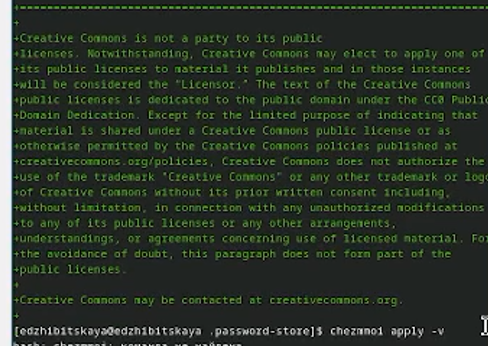 +
+Creative Commons is not a party to its public
+licenses. Notwithstanding, Creative Commons may elect to apply one of
+its public licenses to material it publishes and in those instances
+will be considered the "Licensor." The text of the Creative Commons
+public licenses is dedicated to the public domain under the CC0 Public
+Domain Dedication. Except for the limited purpose of indicating that
+material is shared under a Creative Commons public license or as
+otherwise permitted by the Creative Commons policies published at
+creativecommons.org/policies, Creative Commons does not authorize the
+use of the trademark "Creative Commons" or any other trademark or logo
+of Creative Commons without its prior written consent including,
+without limitation, in connection with any unauthorized modifications
+to any of its public licenses or any other arrangements,
+understandings, or agreements concerning use of licensed material. For
+the avoidance of doubt, this paragraph does not form part of the
+public licenses.
+
+Creative Commons may be contacted at creativecommons.org.
+
[edzhibitskaya@edzhibitskaya .password-store]$ chezmmoi apply -v
bash: chezmmoi: команда не найдена